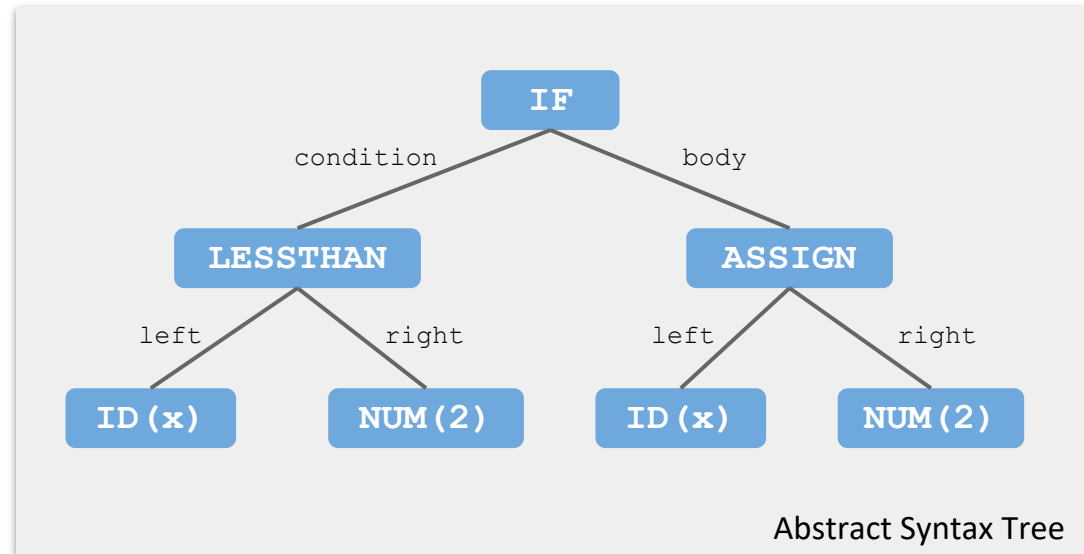 IF
condition
body
LESSTHAN
ASSIGN
left
right
left
right
ID(x)
NUM(2)
ID(x)
NUM(2)
Abstract Syntax Tree